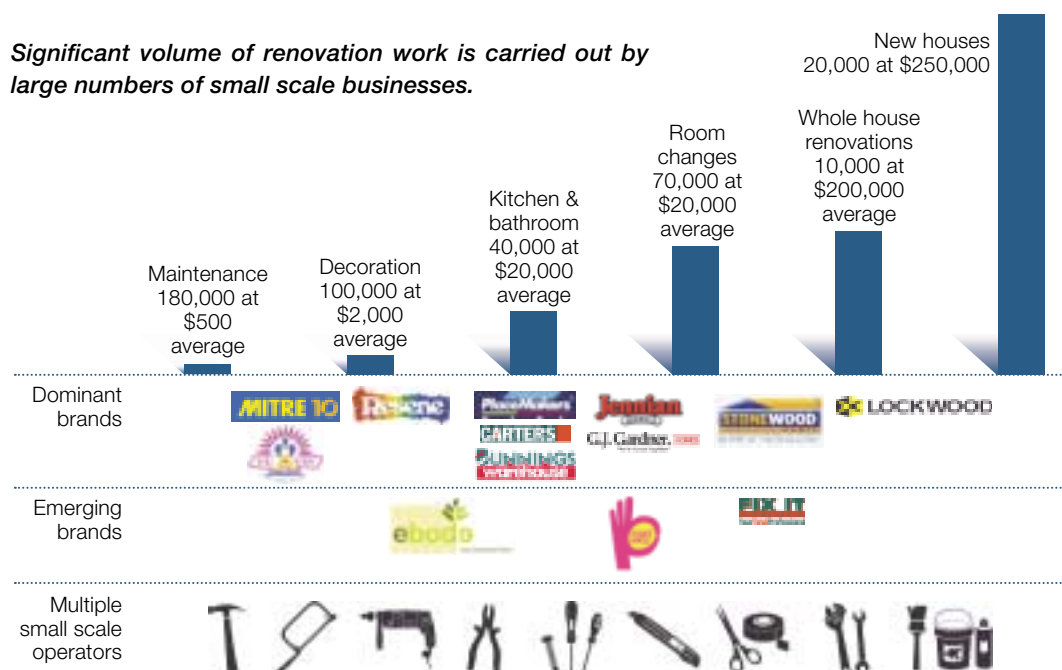 Significant volume of renovation work is carried out by
large numbers of small scale businesses.
New houses
20,000 at $250,000
Whole house
renovations
10,000 at
$200,000
average
Room
changes
70,000 at
$20,000
average
Kitchen &
bathroom
40,000 at
$20,000
average
Decoration
100,000 at
$2,000
average
Maintenance
180,000 at
$500
average
Dominant
brands
MITRE 10
Resene
PlaceMakers
CARTERS
BUNNINGS
warehouse
Jennian
G.J. Gardner. HOMES
STONEWOOD
LOCKWOOD
Emerging
brands
ebodo
FIX IT
Multiple
small scale
operators